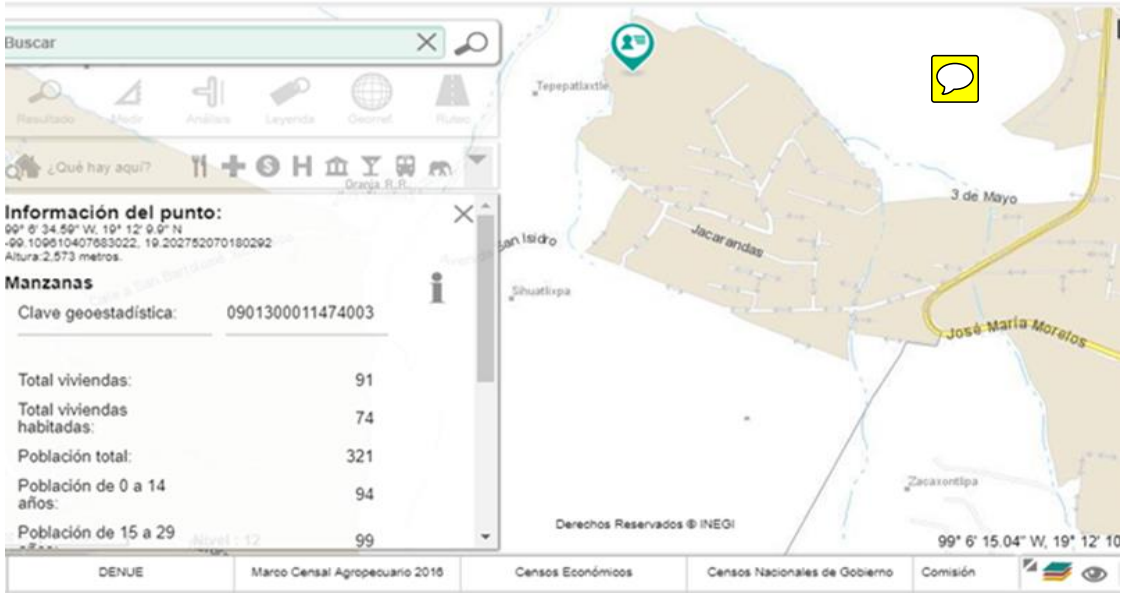 Buscar
Resultado Medir Análisis Leyenda Georref. Ruteo
¿Qué hay aquí?
Granja R.R.
Información del punto:
99° 6' 34.59" W, 19° 12' 9.9" N
-99.109610407683022, 19.202752070180292
Altura:2,573 metros.
Manzanas
Clave geoestadística: 0901300011474003
Total viviendas: 91
Total viviendas
habitadas: 74
Población total: 321
Población de 0 a 14
años: 94
Población de 15 a 29
años: 99
Nivel : 12
Tepepatlaxtle
San Isidro
Sihuatlixpa
Jacarandas
3 de Mayo
José María Morelos
Zacaxontlpa
Derechos Reservados © INEGI
99° 6' 15.04" W, 19° 12' 10
DENUE Marco Censal Agropecuario 2016 Censos Económicos Censos Nacionales de Gobierno Comisión